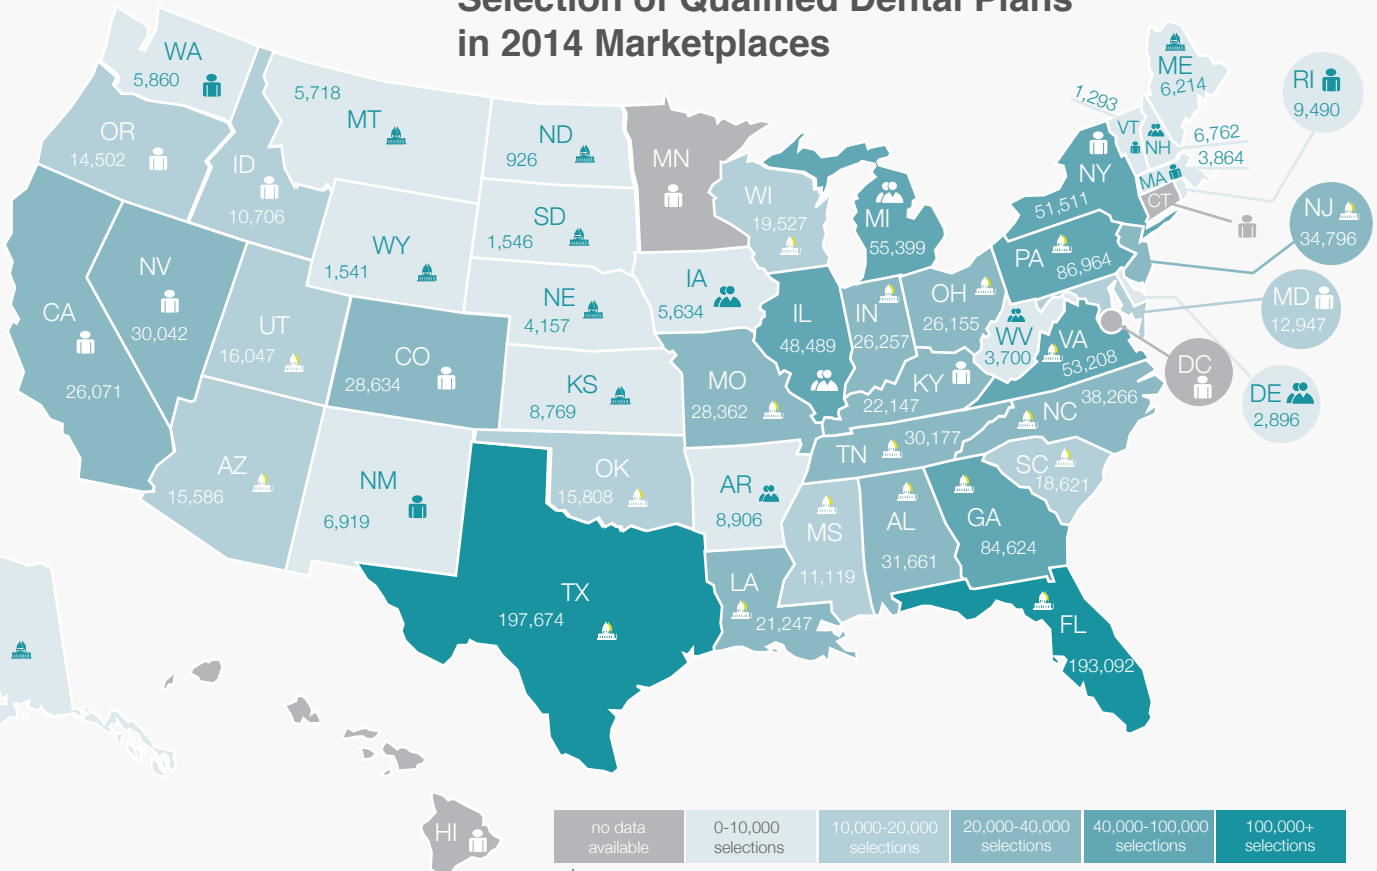 Selection of Qualified Dental Plans
in 2014 Marketplaces
WA
5,860
OR
14,502
ID
10,706
5,718
MT
ND
926
SD
1,546
WY
1,541
NE
4,157
KS
8,769
CA
26,071
NV
30,042
UT
16,047
CO
28,634
AZ
15,586
NM
6,919
OK
15,808
TX
197,674
MN
WI
19,527
IA
5,634
MO
28,362
AR
8,906
LA
21,247
MS
11,119
AL
31,661
GA
84,624
FL
193,092
SC
18,621
NC
38,266
TN
30,177
KY
22,147
IL
48,489
IN
26,257
MI
55,399
OH
26,155
WV
3,700
VA
53,208
PA
86,964
NY
51,511
1,293
VT
NH
6,762
ME
6,214
MA
3,864
CT
RI
9,490
NJ
34,796
MD
12,947
DC
DE
2,896
HI
no data
available
0-10,000
selections
10,000-20,000
selections
20,000-40,000
selections
40,000-100,000
selections
100,000+
selections